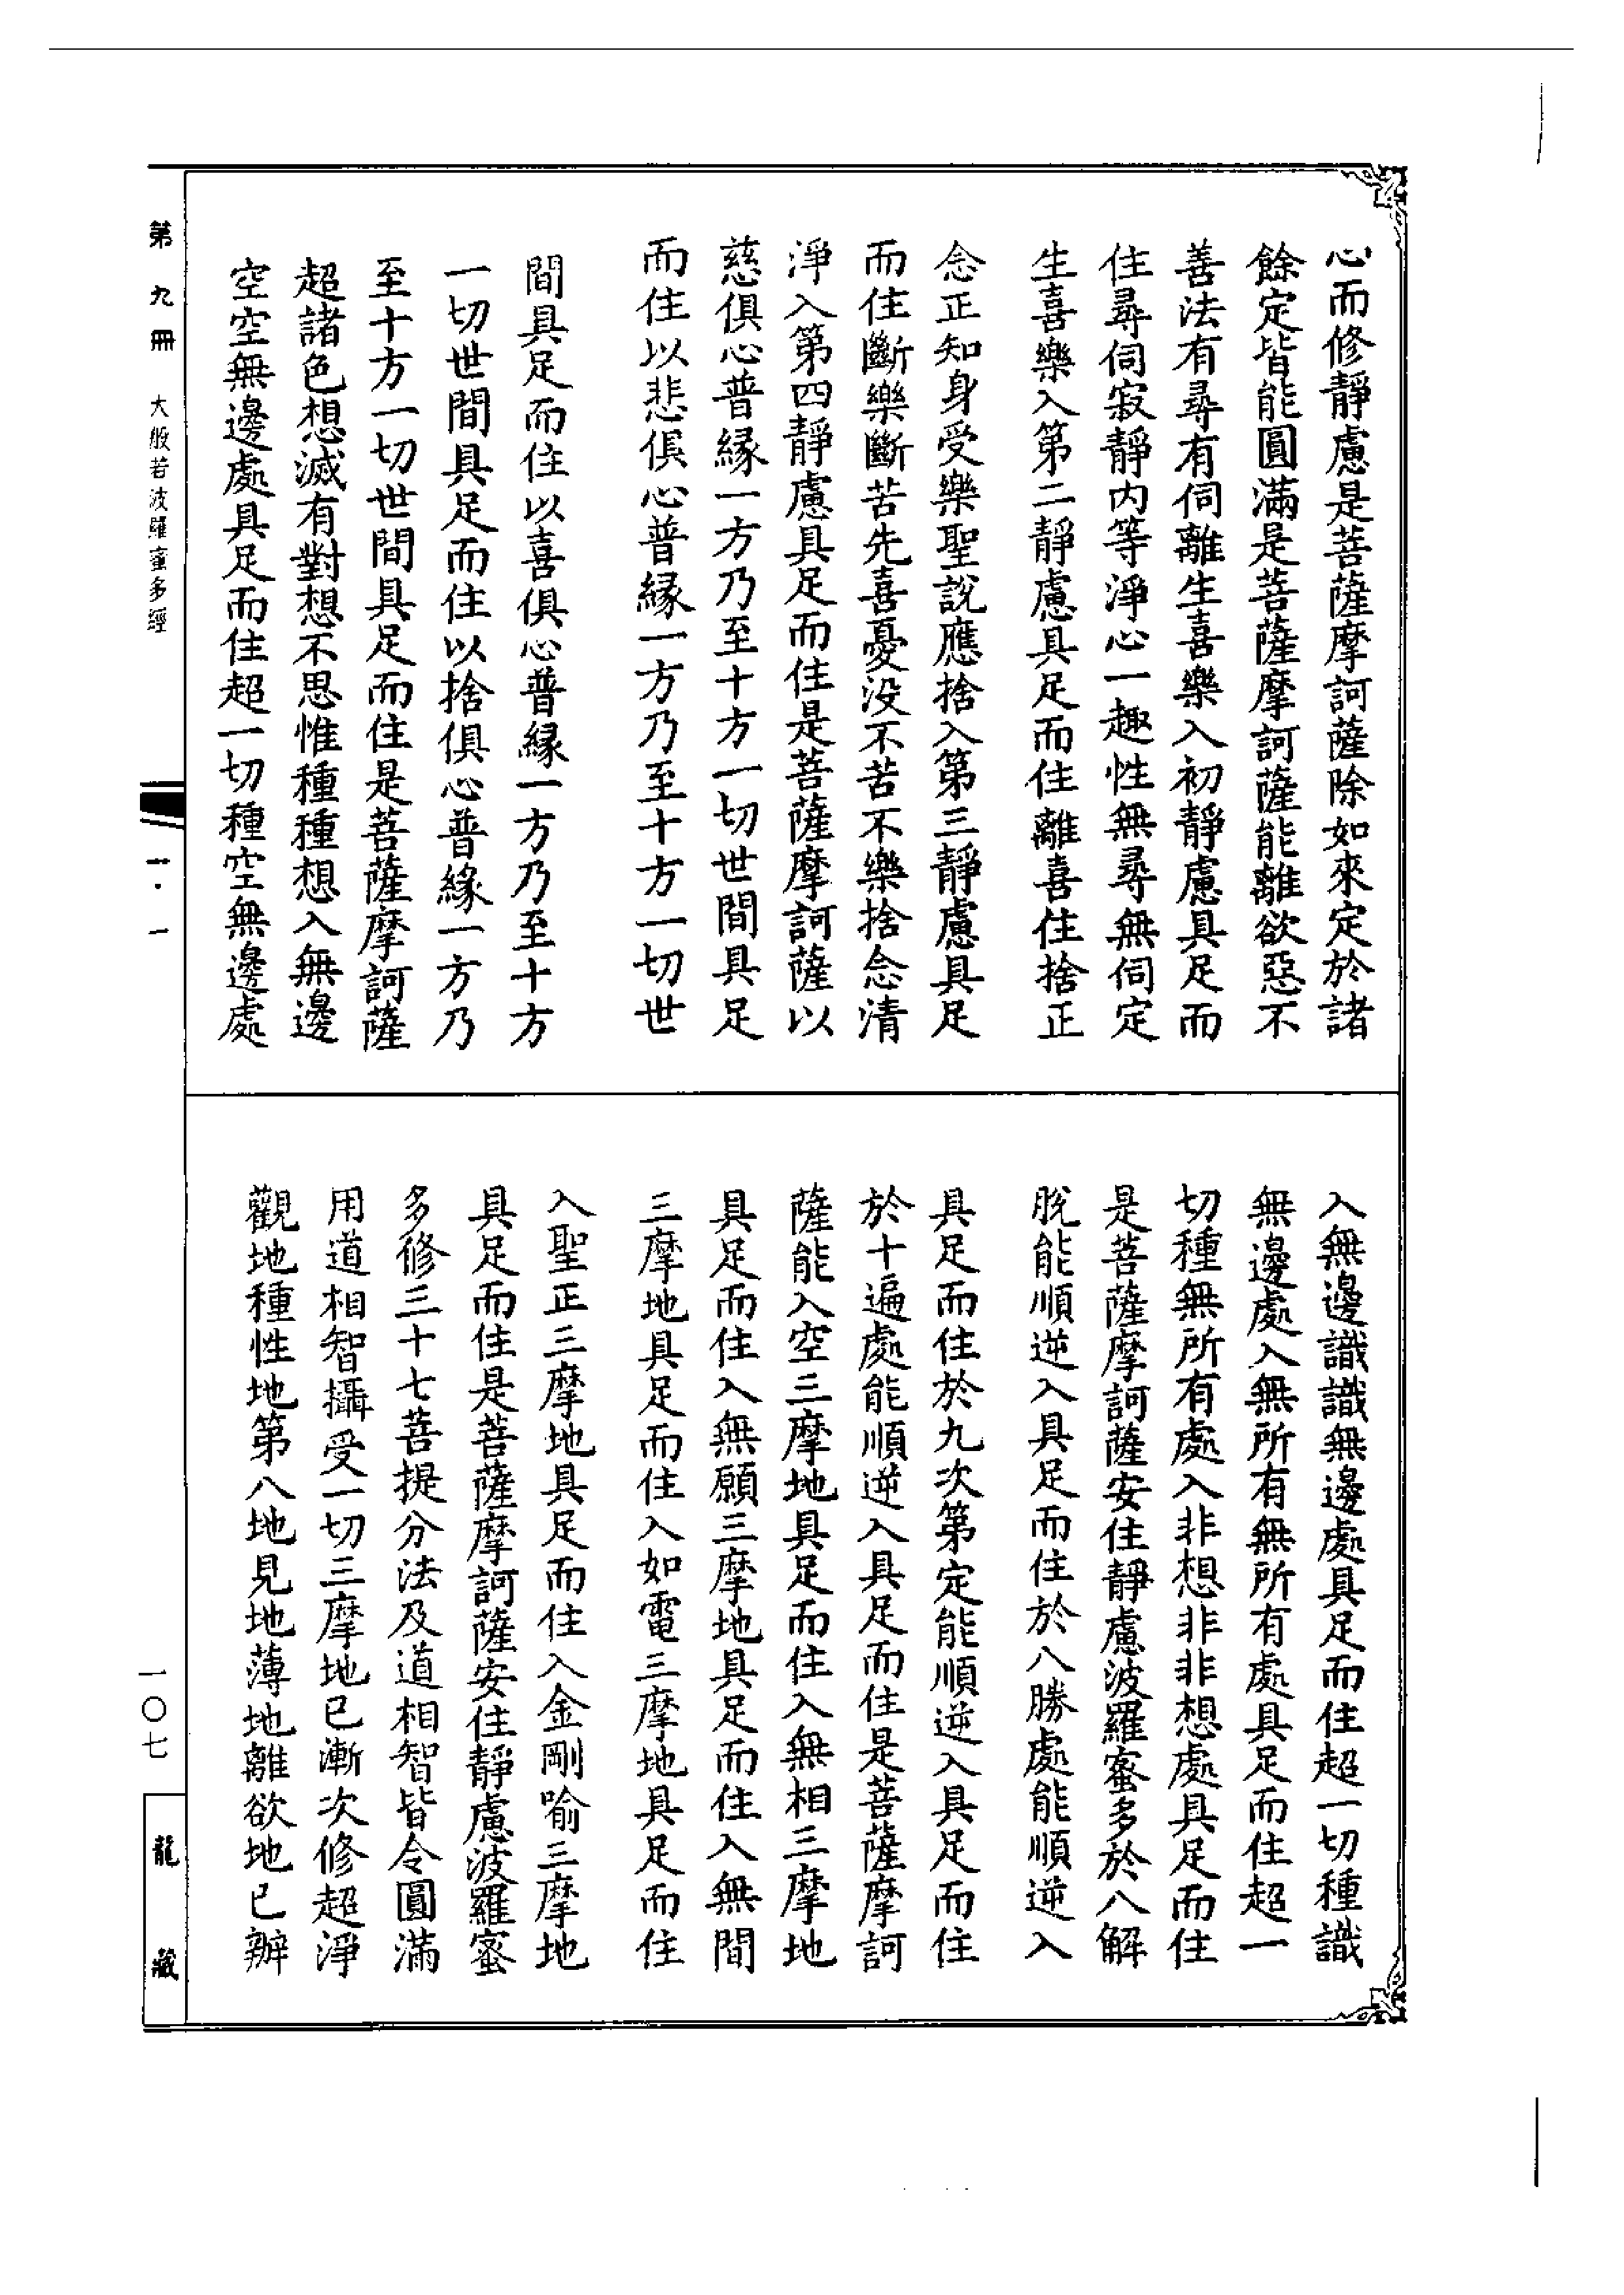 心而修靜慮是菩薩摩訶薩除如來定於諸
餘定皆能圓滿是菩薩摩訶薩能離欲惡不
善法有尋有伺離生喜樂入初靜慮具足而
住尋伺寂靜内等淨心一趣性無尋無伺定
生喜樂入第二靜慮具足而住離喜住捨正
念正知身受樂聖說應捨入第三靜慮具足
而住斷樂斷苦先喜憂没不苦不樂捨念清
淨入第四靜慮具足而住是菩薩摩訶薩以
慈俱心普緣一方乃至十方一切世間具足
而住以悲俱心普緣一方乃至十方一切世
間具足而住以喜俱心普緣一方乃至十方
一切世間具足而住以捨俱心普緣一方乃
至十方一切世間具足而住是菩薩摩訶薩
超諸色想滅有對想不思惟種種想入無邊
空空無邊處具足而住超一切種空無邊處
入無邊識識無邊處具足而住超一切種識
無邊處入無所有無所有處具足而住超一
切種無所有處入非想非非想處具足而住
是菩薩摩訶薩安住靜慮波羅蜜多於八解
脫能順逆入具足而住於八勝處能順逆入
具足而住於九次第定能順逆入具足而住
於十遍處能順逆入具足而住是菩薩摩訶
薩能入空三摩地具足而住入無相三摩地
具足而住入無願三摩地具足而住入無間
三摩地具足而住入如電三摩地具足而住
入聖正三摩地具足而住入金剛喻三摩地
具足而住是菩薩摩訶薩安住靜慮波羅蜜
多修三十七菩提分法及道相智皆令圓滿
用道相智攝受一切三摩地已漸次修超淨
觀地種性地第八地見地薄地離欲地已辦
第九冊 大般若波羅蜜多經
一·一
一〇七
龍藏